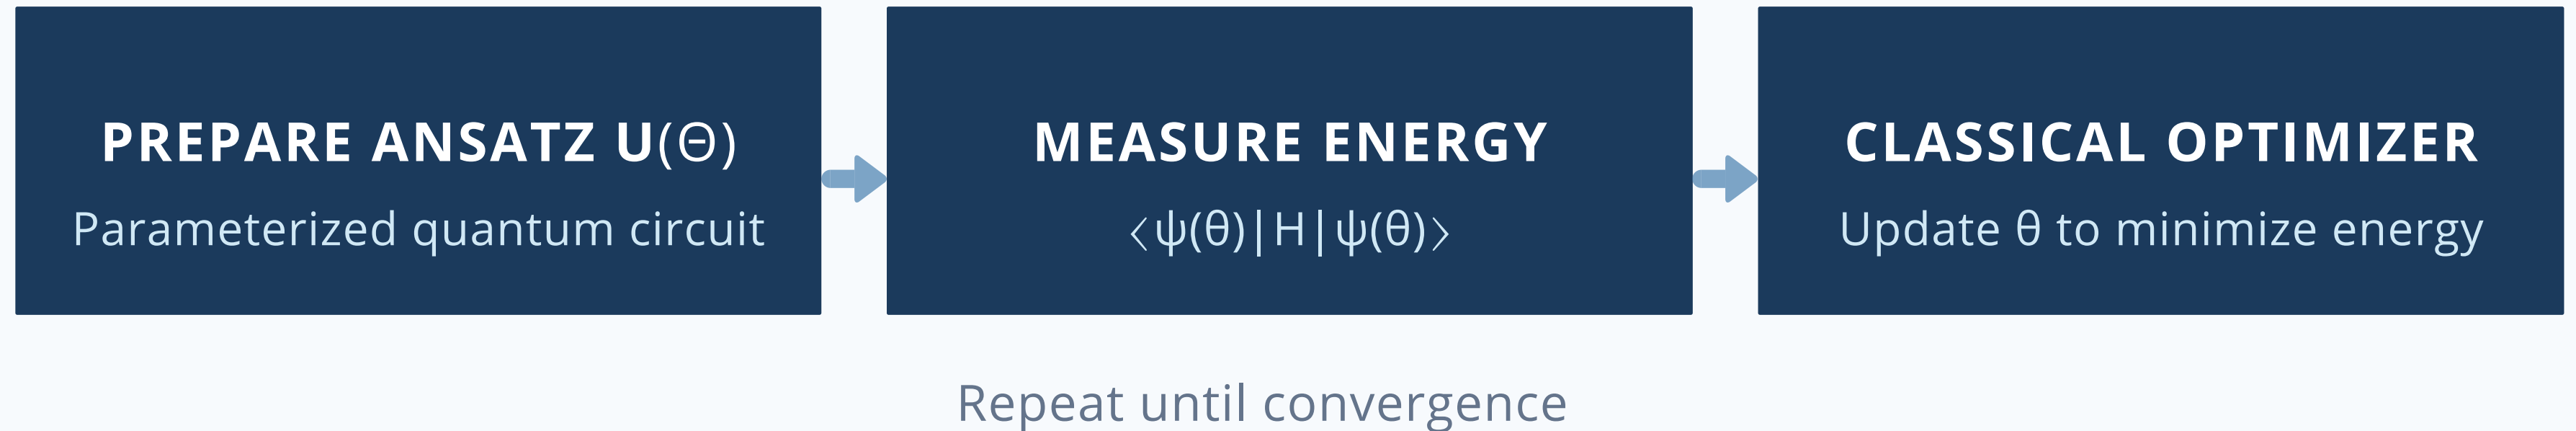 PREPARE ANSATZ U(Θ)
Parameterized quantum circuit
MEASURE ENERGY
⟨ψ(θ)|H|ψ(θ)⟩
CLASSICAL OPTIMIZER
Update θ to minimize energy
Repeat until convergence